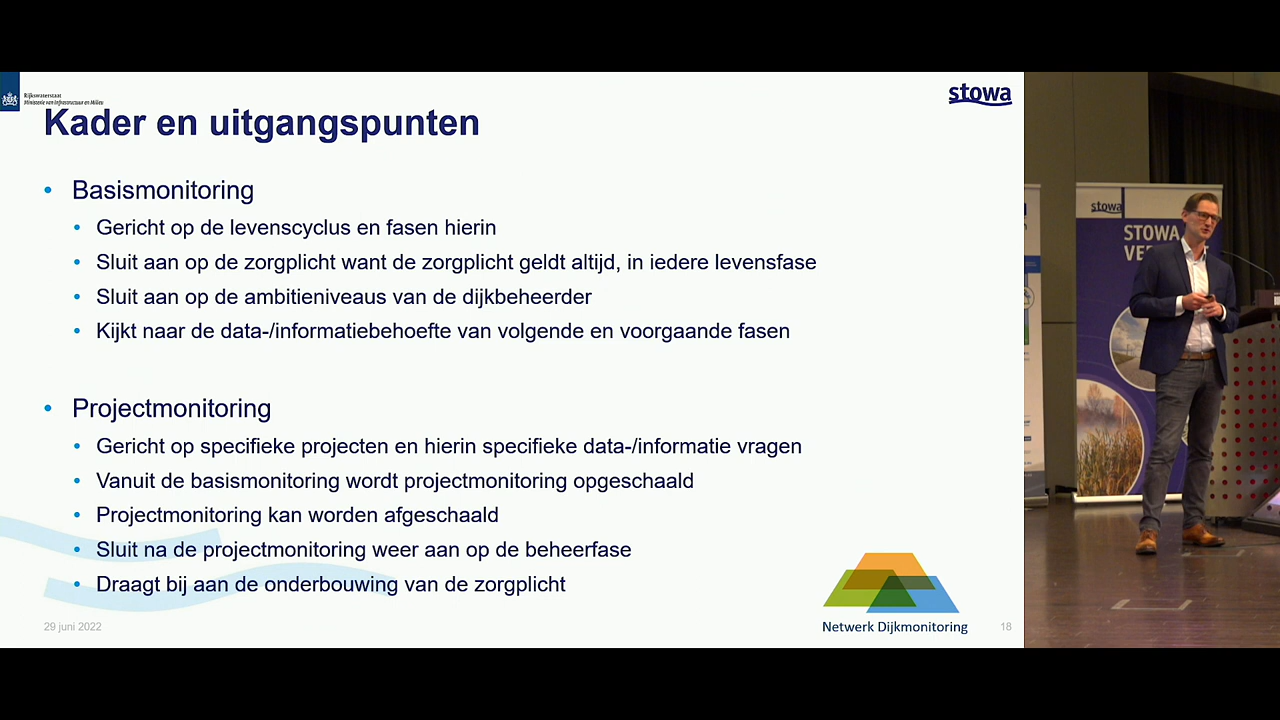 Rijkswaterstaat
Ministerie van Infrastructuur en Milieu
stowa
Kader en uitgangspunten
Basismonitoring
Gericht op de levenscyclus en fasen hierin
Sluit aan op de zorgplicht want de zorgplicht geldt altijd, in iedere levensfase
Sluit aan op de ambitieniveaus van de dijkbeheerder
Kijkt naar de data-/informatiebehoefte van volgende en voorgaande fasen
Projectmonitoring
Gericht op specifieke projecten en hierin specifieke data-/informatie vragen
Vanuit de basismonitoring wordt projectmonitoring opgeschaald
Projectmonitoring kan worden afgeschaald
Sluit na de projectmonitoring weer aan op de beheerfase
Draagt bij aan de onderbouwing van de zorgplicht
29 juni 2022
Netwerk Dijkmonitoring
18
stowa
STOWA
VE